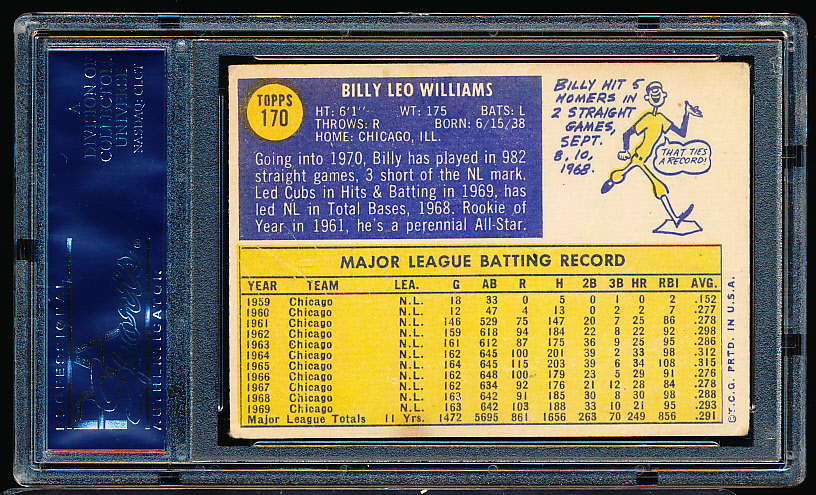 A
DIVISION OF
COLLECTORS
UNIVERSE
NASDAQ: CLCT
PROFESSIONAL
AUTHENTICATOR
TOPPS
170
BILLY LEO WILLIAMS
HT: 6'1" WT: 175 BATS: L
THROWS: R BORN: 6/15/38
HOME: CHICAGO, ILL.
Going into 1970, Billy has played in 982
straight games, 3 short of the NL mark.
Led Cubs in Hits & Batting in 1969, has
led NL in Total Bases, 1968. Rookie of
Year in 1961, he's a perennial All-Star.
BILLY HIT 5
HOMERS IN
2 STRAIGHT
GAMES,
SEPT.
8, 10,
1968.
THAT TIES
A RECORD!
MAJOR LEAGUE BATTING RECORD
YEAR TEAM LEA. G AB R H 2B 3B HR RBI AVG.
1959 Chicago N.L. 18 33 0 5 0 1 0 2 .152
1960 Chicago N.L. 12 47 4 13 0 2 2 7 .277
1961 Chicago N.L. 146 529 75 147 20 7 25 86 .278
1962 Chicago N.L. 159 618 94 184 22 8 22 92 .298
1963 Chicago N.L. 161 612 87 175 36 9 25 95 .286
1964 Chicago N.L. 162 645 100 201 39 2 33 98 .312
1965 Chicago N.L. 164 645 115 203 39 6 34 108 .315
1966 Chicago N.L. 162 648 100 179 23 5 29 91 .276
1967 Chicago N.L. 162 634 92 176 21 12 28 84 .278
1968 Chicago N.L. 163 642 91 185 30 8 30 98 .288
1969 Chicago N.L. 163 642 103 188 33 10 21 95 .293
Major League Totals 11 Yrs. 1472 5695 861 1656 263 70 249 856 .291
©T.C.G. PRTD. IN U.S.A.